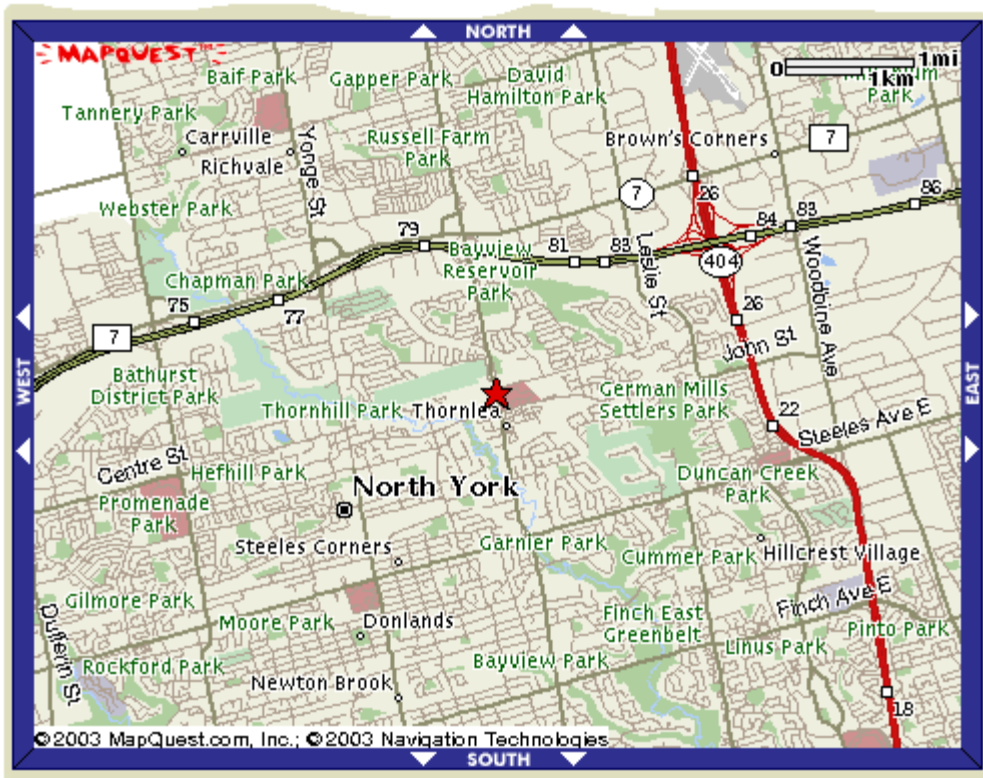 NORTH
MAPQUEST
0 1mi
1km
Baif Park
Gapper Park
David
Hamilton Park
Park
Tannery Park
Carrville
Richvale
Yonge St
Russell Farm
Park
Brown's Corners
7
26
7
86
Webster Park
79
81
83
84
83
Bayview
Reservoir
Park
Leslie St
404
Woodbine Ave
Chapman Park
75
77
26
7
John St
WEST
EAST
Bathurst
District Park
Thornhill Park
Thornlea
German Mills
Settlers Park
22
Steeles Ave E
Centre St
Hefhill Park
Promenade
Park
North York
Duncan Creek
Park
Steeles Corners
Garnier Park
Cummer Park
Hillcrest Village
Gilmore Park
Moore Park
Donlands
Finch East
Greenbelt
Finch Ave E
Linus Park
Pinto Park
Dufferin St
Rockford Park
Newton Brook
Bayview Park
18
©2003 MapQuest.com, Inc.; ©2003 Navigation Technologies
SOUTH